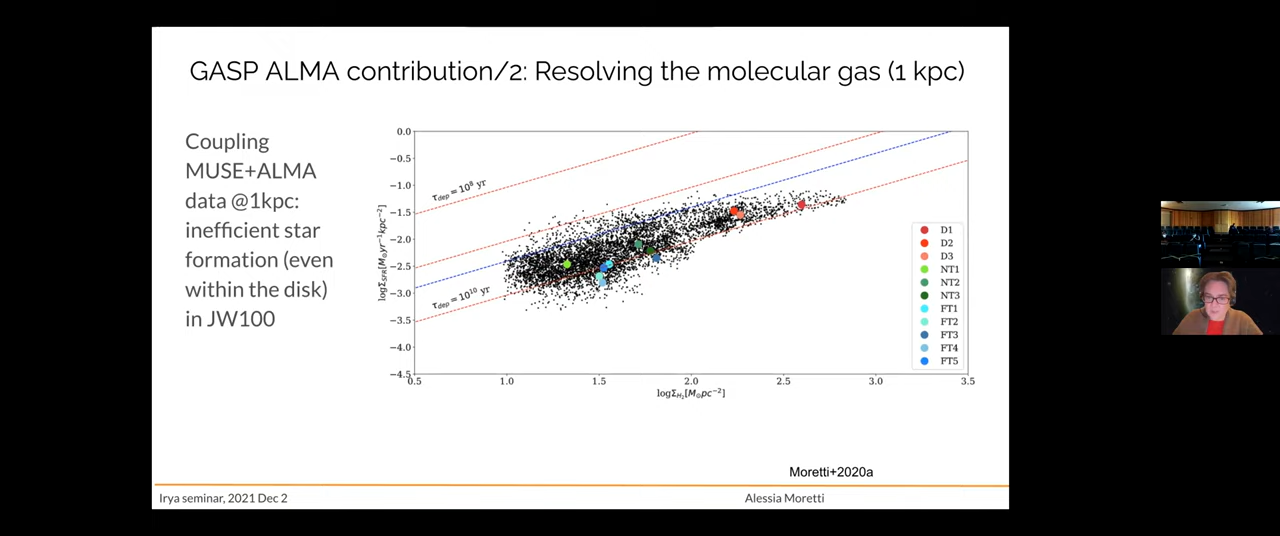 GASP ALMA contribution/2: Resolving the molecular gas (1 kpc)
Coupling
MUSE+ALMA
data @1kpc:
inefficient star
formation (even
within the disk)
in JW100
0.0
−0.5
−1.0
−1.5
−2.0
−2.5
−3.0
−3.5
−4.0
−4.5
logΣSFR[M⊙yr⁻¹kpc⁻²]
τdep = 10⁸ yr
τdep = 10¹⁰ yr
D1
D2
D3
NT1
NT2
NT3
FT1
FT2
FT3
FT4
FT5
0.5 1.0 1.5 2.0 2.5 3.0 3.5
logΣH₂[M⊙pc⁻²]
Moretti+2020a
Irya seminar, 2021 Dec 2 Alessia Moretti